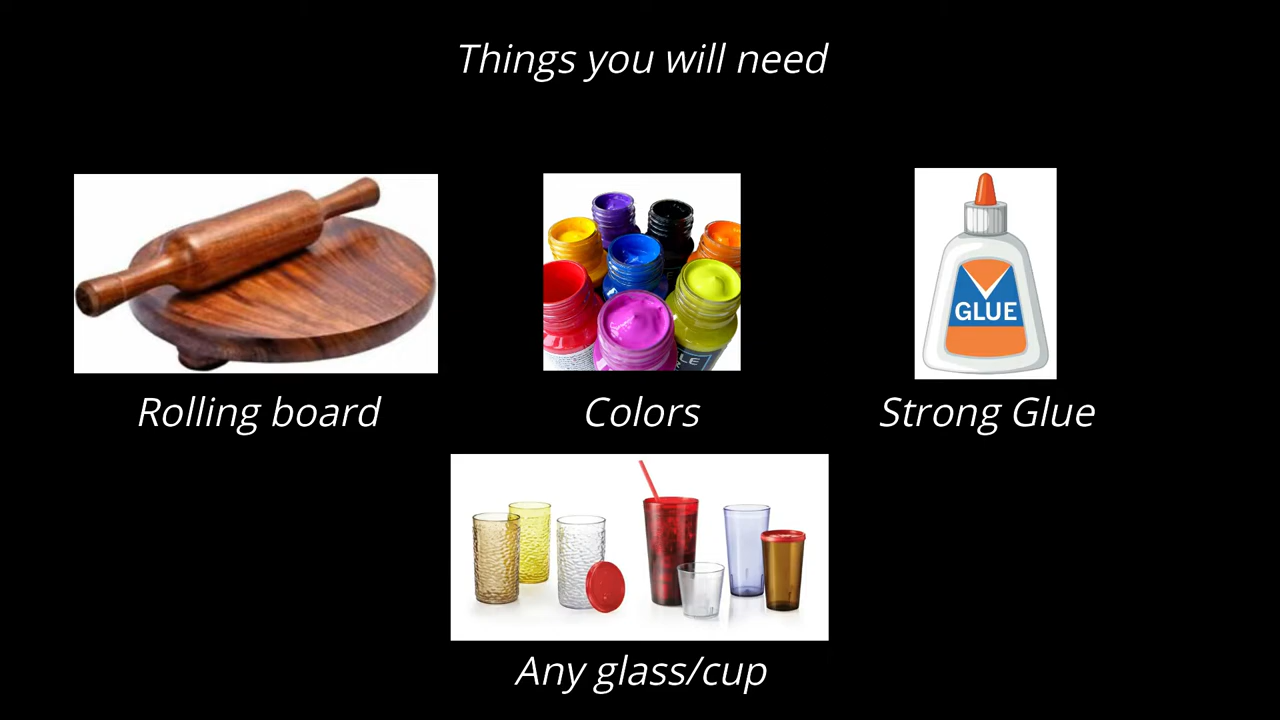 Things you will need
GLUE
Rolling board
Colors
Strong Glue
Any glass/cup